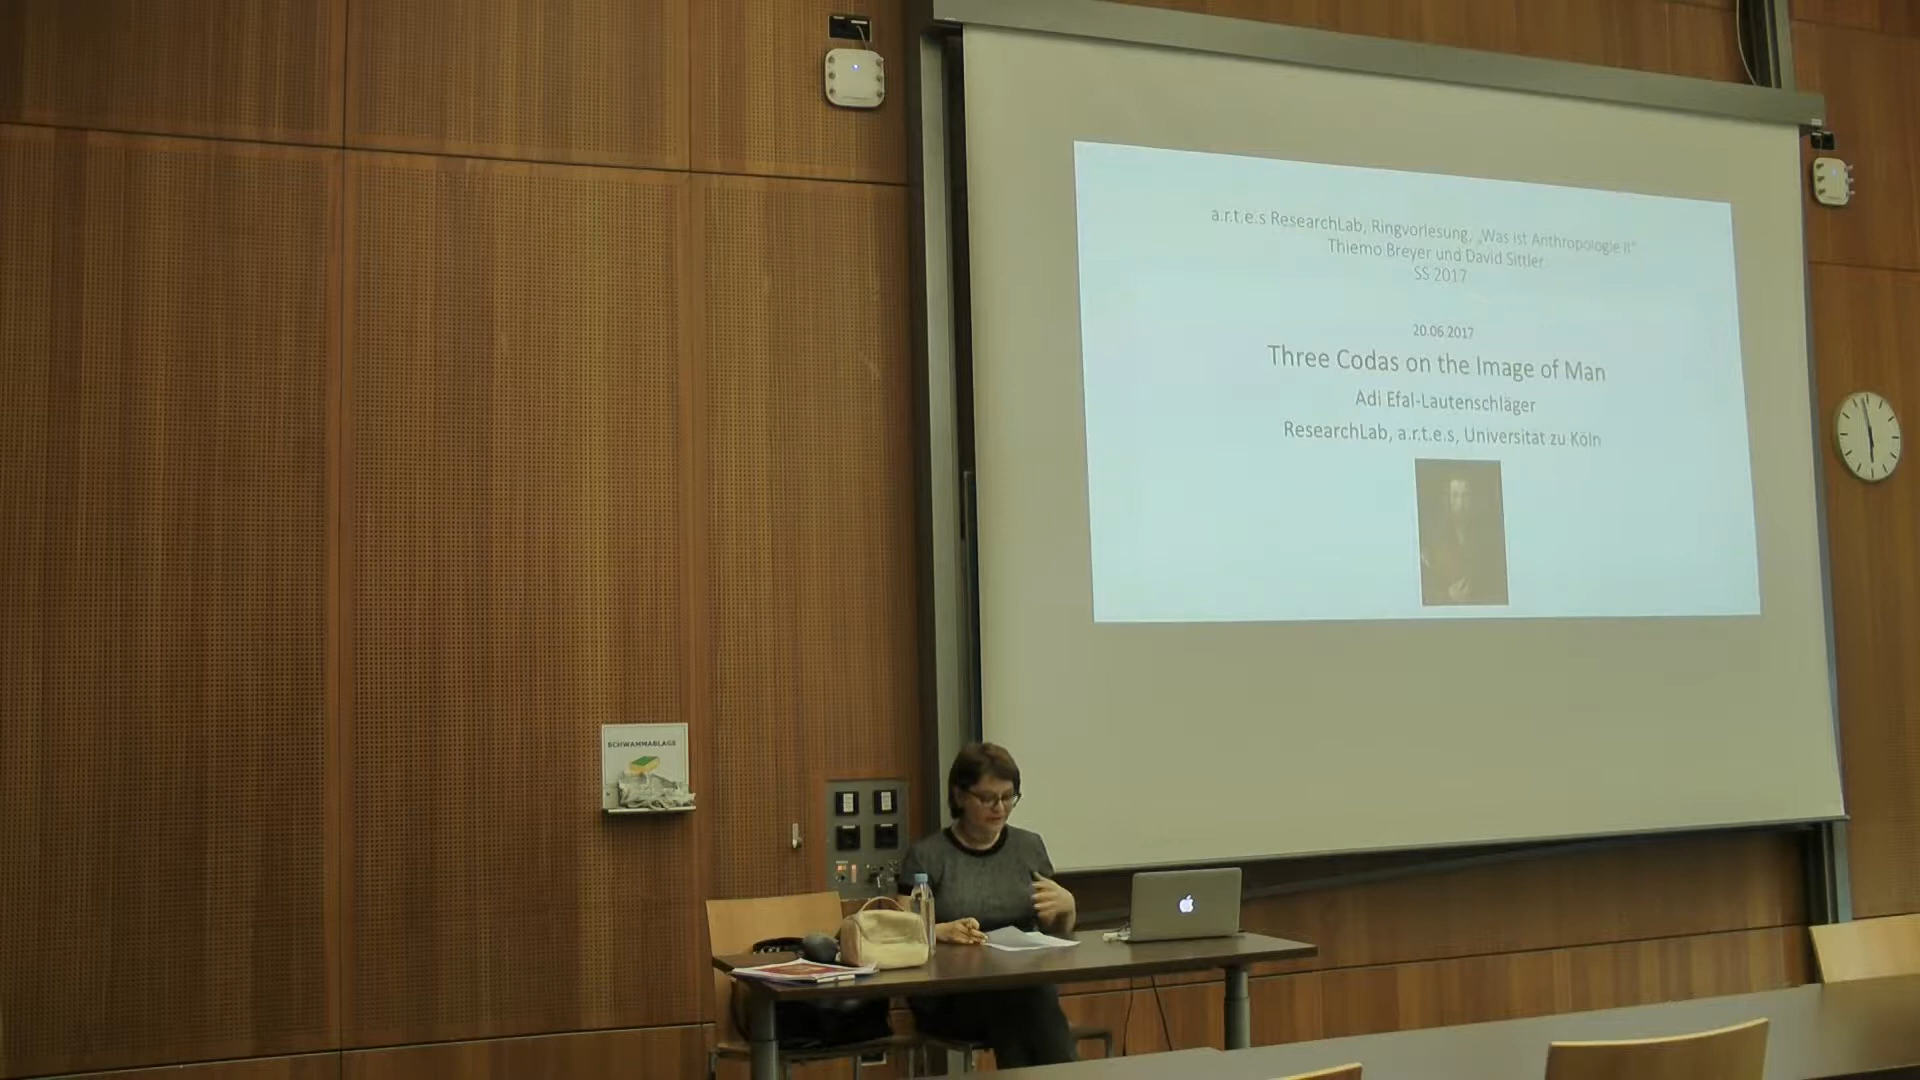 a.r.t.e.s ResearchLab, Ringvorlesung, „Was ist Anthropologie II“
Thiemo Breyer und David Sittler
SS 2017
20.06.2017
Three Codas on the Image of Man
Adi Efal-Lautenschläger
ResearchLab, a.r.t.e.s, Universität zu Köln
SCHWAMMABLAGE